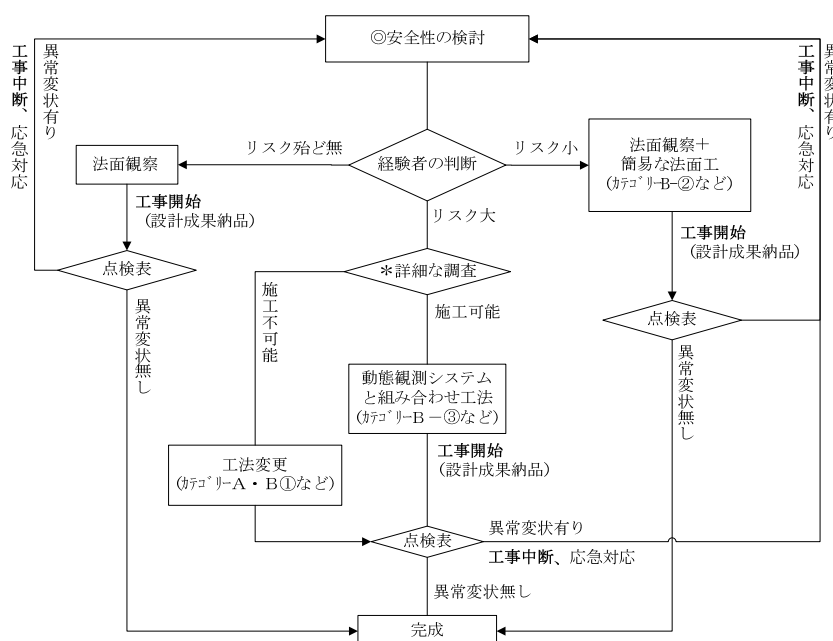 ◎安全性の検討
異常変状有り
工事中断、応急対応
異常変状有り
工事中断、応急対応
リスク殆ど無
経験者の判断
リスク小
法面観察
法面観察+
簡易な法面工
(ｶﾃｺﾞﾘｰB-②など)
工事開始
(設計成果納品)
リスク大
工事開始
(設計成果納品)
点検表
*詳細な調査
施工不可能
施工可能
点検表
異常変状無し
異常変状無し
動態観測システム
と組み合わせ工法
(ｶﾃｺﾞﾘｰB-③など)
工法変更
(ｶﾃｺﾞﾘｰA・B①など)
工事開始
(設計成果納品)
点検表
異常変状有り
工事中断、応急対応
異常変状無し
完成